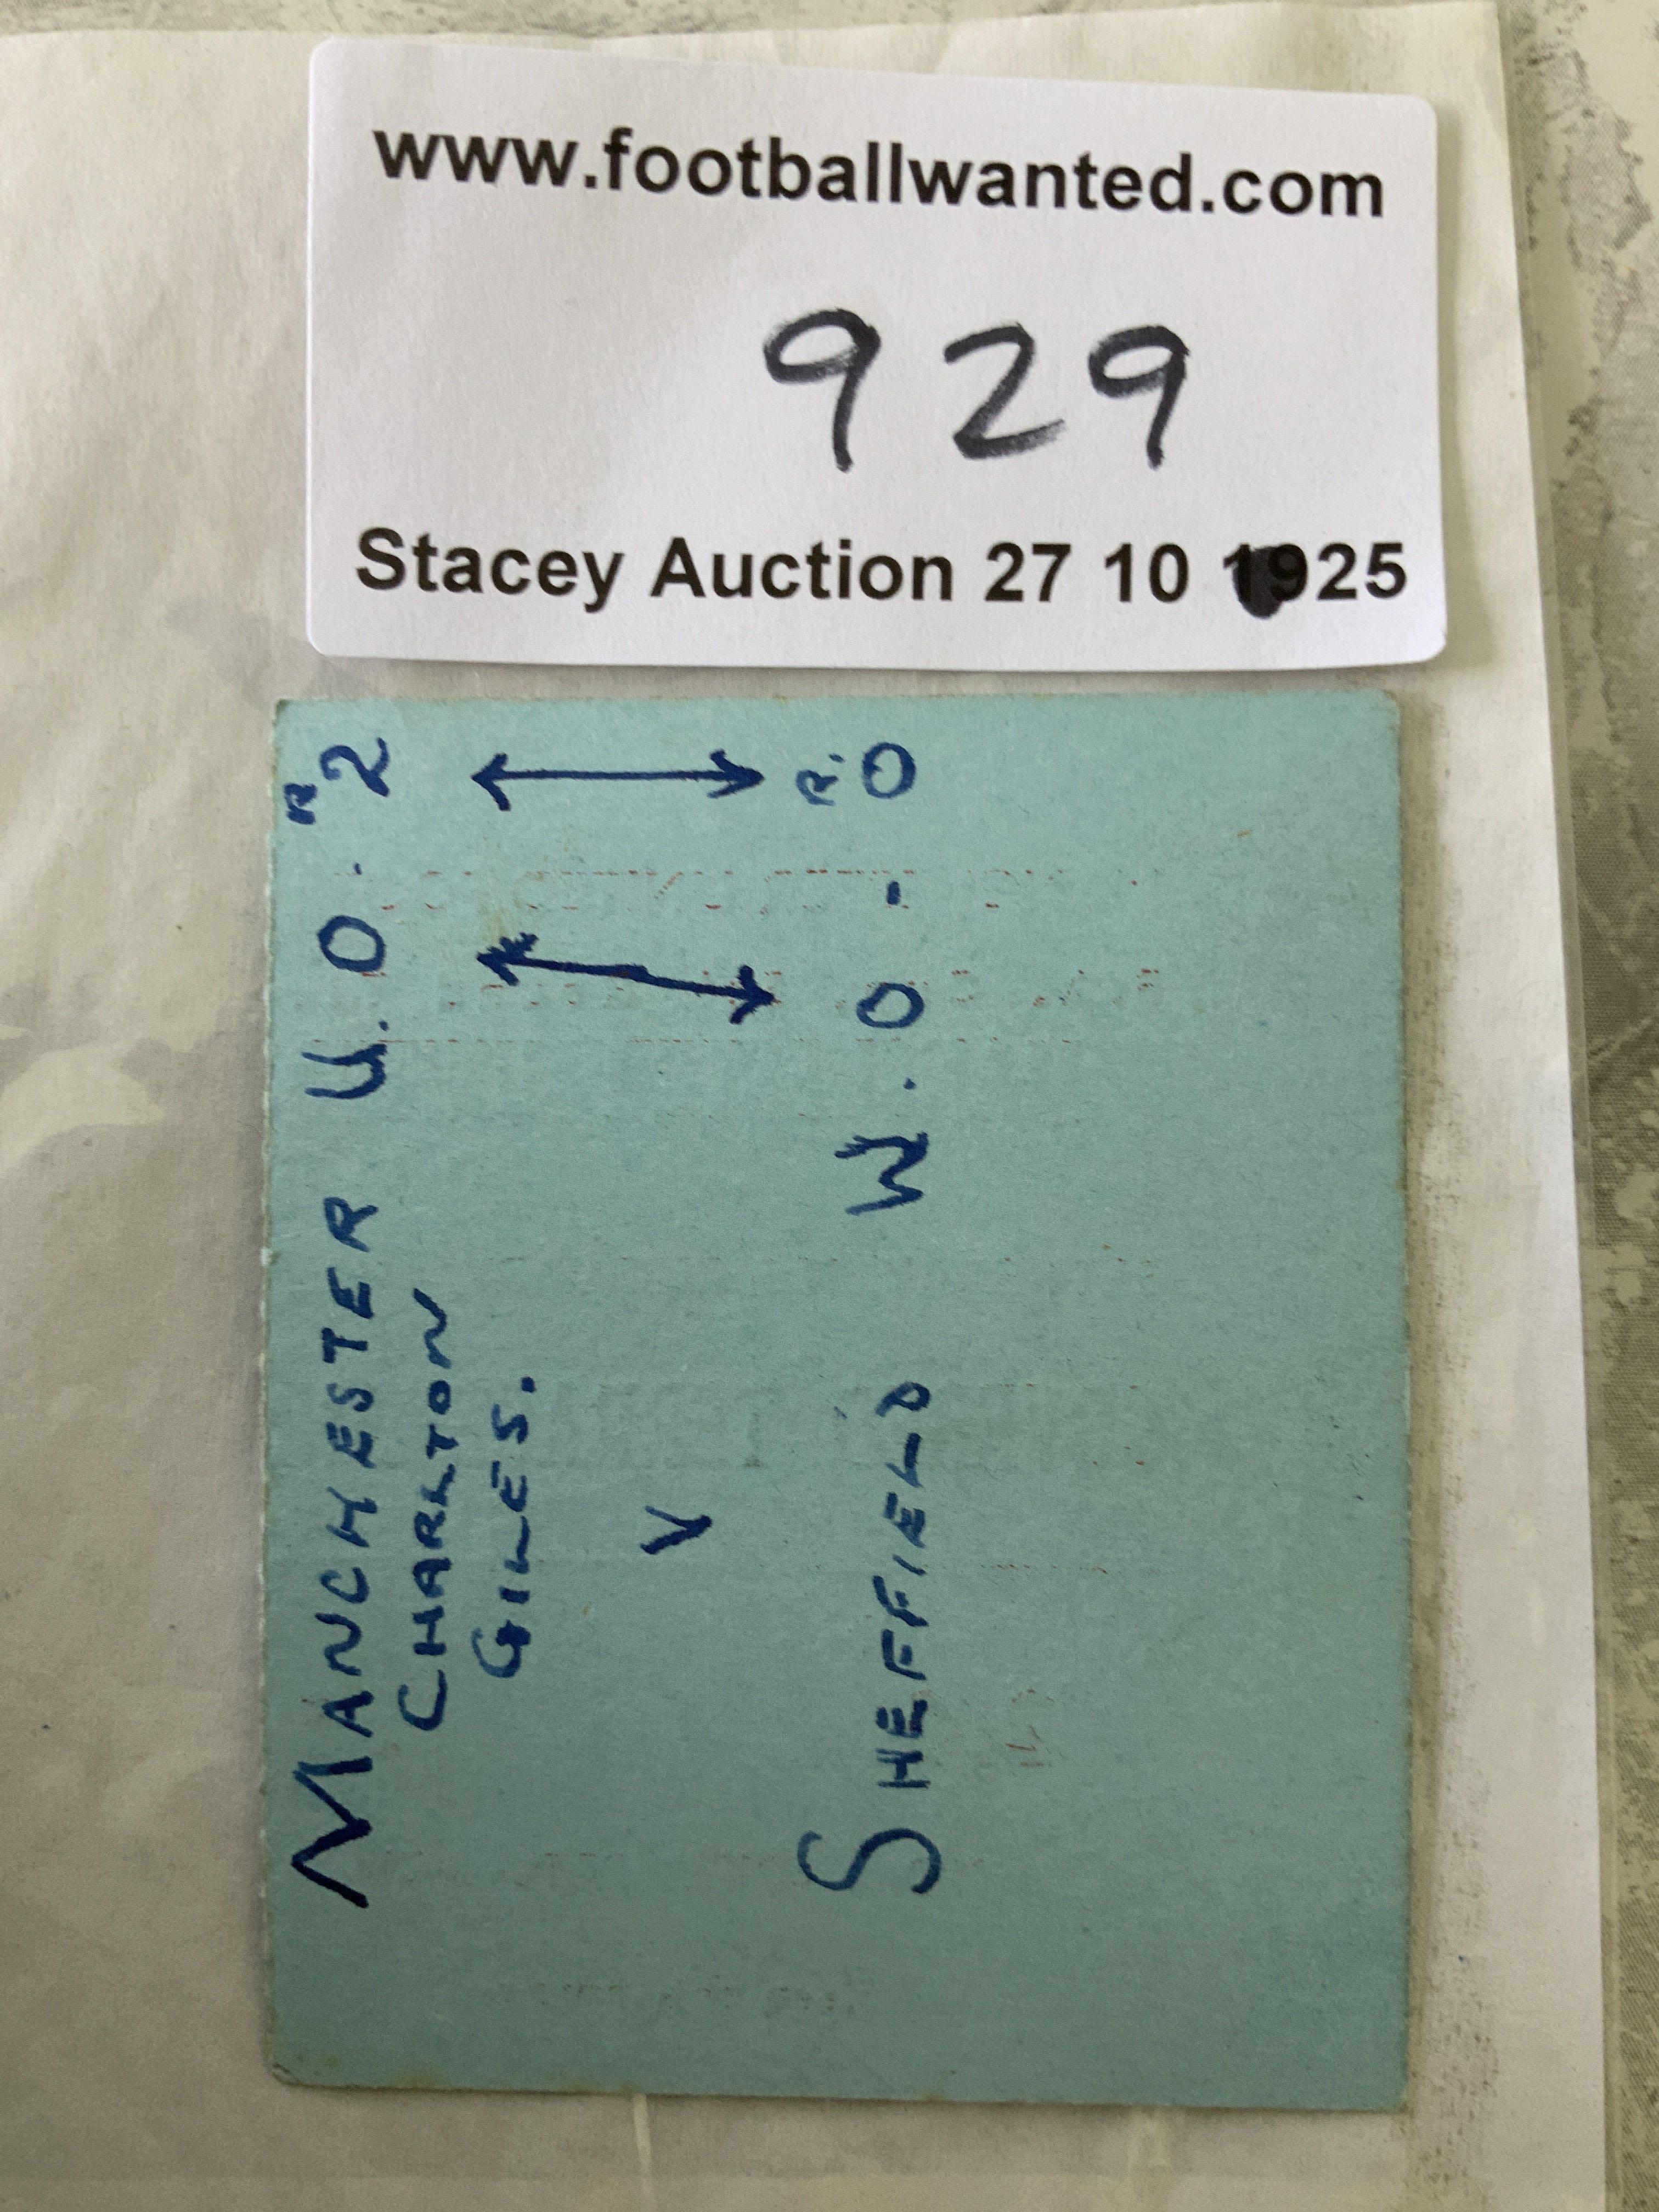 www.footballwanted.com
929
Stacey Auction 27 10 1925
MANCHESTER U. 0 . R 2
CHARLTON
GILES.
V
SHEFFIELD W. 0 - R. 0